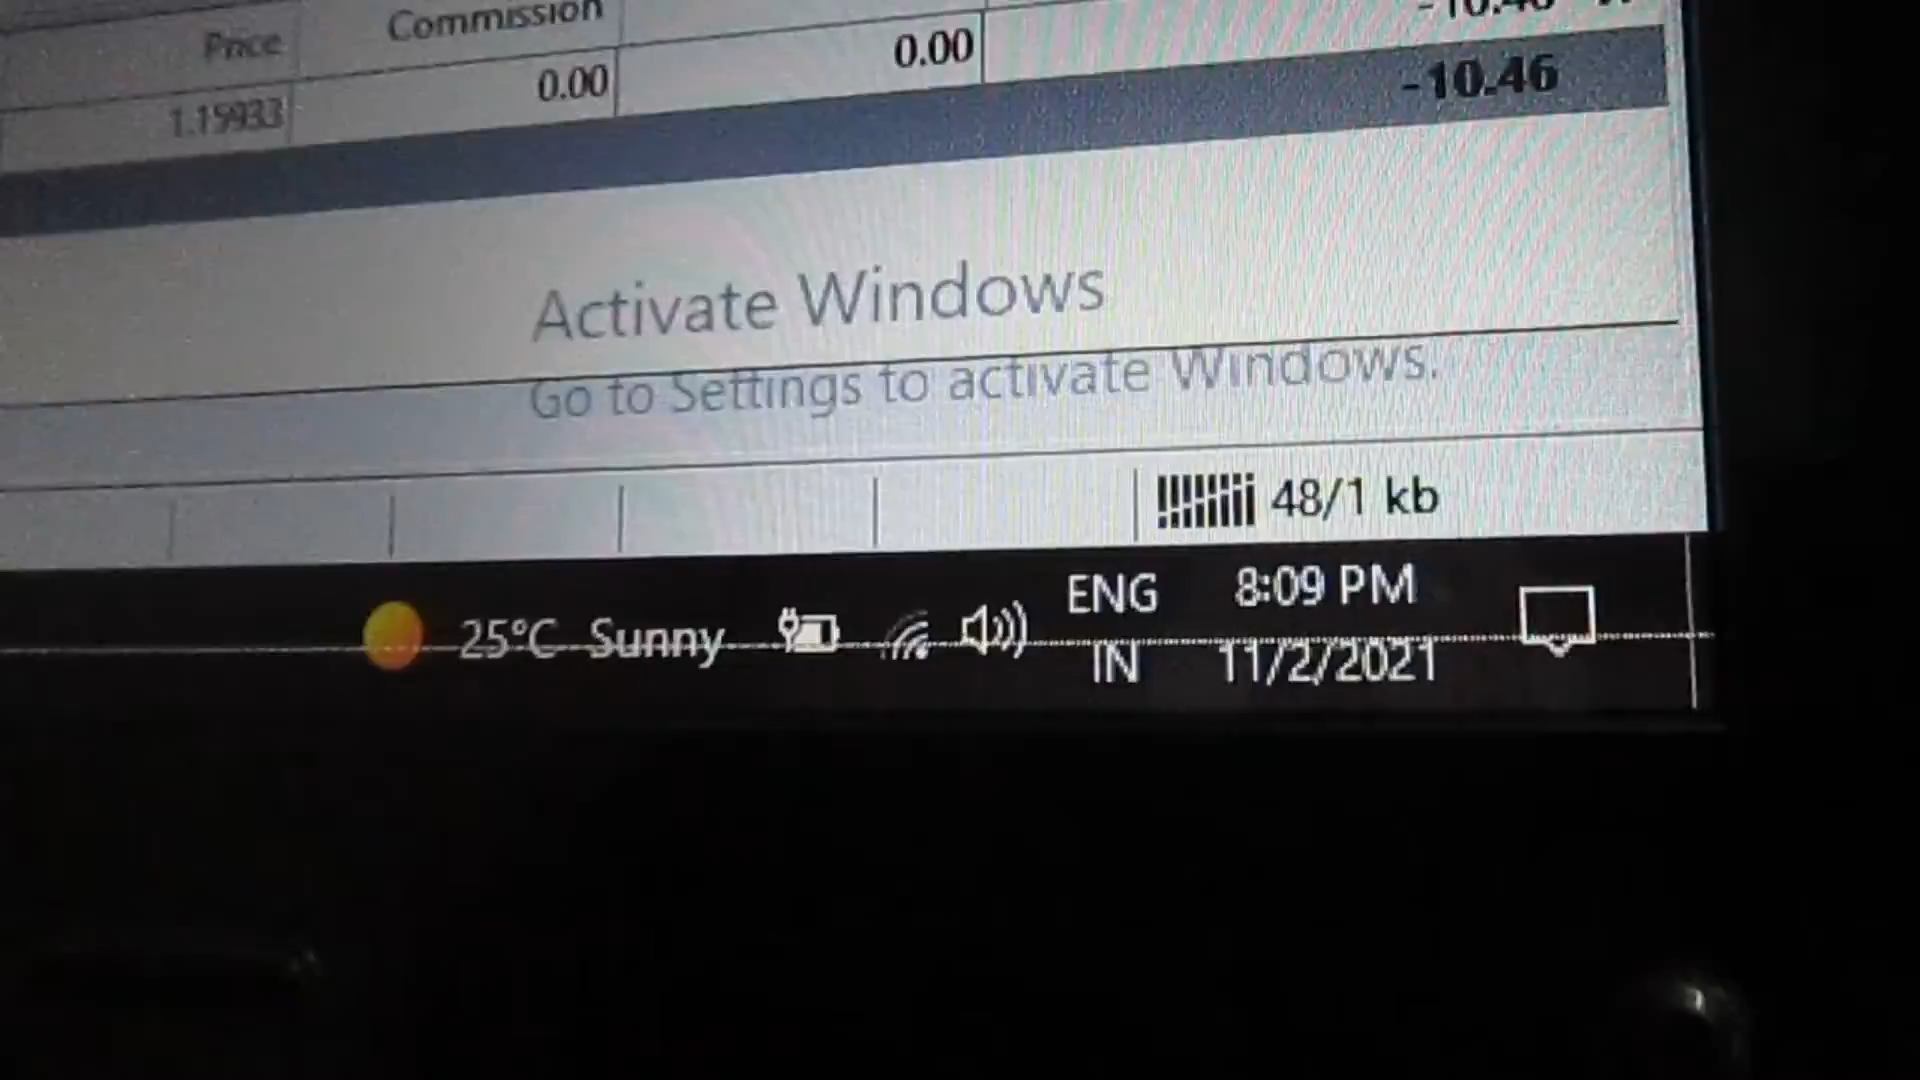 Price Commission
1.15933 0.00 0.00
-10.46
Activate Windows
Go to Settings to activate Windows.
48/1 kb
25°C Sunny ENG 8:09 PM
IN 11/2/2021